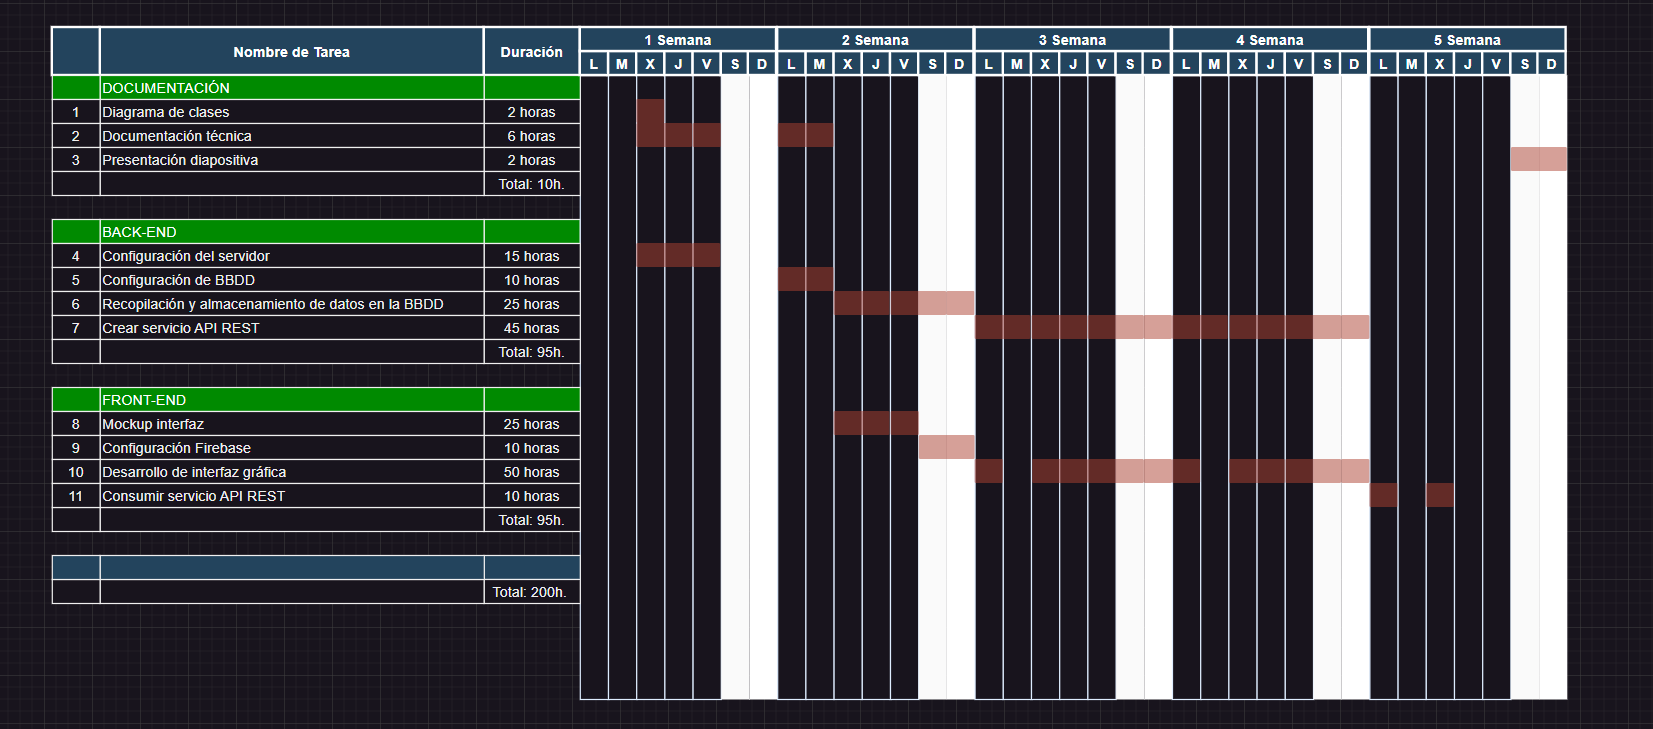 Nombre de Tarea Duración 1 Semana 2 Semana 3 Semana 4 Semana 5 Semana
L M X J V S D L M X J V S D L M X J V S D L M X J V S D L M X J V S D
DOCUMENTACIÓN
1 Diagrama de clases 2 horas
2 Documentación técnica 6 horas
3 Presentación diapositiva 2 horas
Total: 10h.
BACK-END
4 Configuración del servidor 15 horas
5 Configuración de BBDD 10 horas
6 Recopilación y almacenamiento de datos en la BBDD 25 horas
7 Crear servicio API REST 45 horas
Total: 95h.
FRONT-END
8 Mockup interfaz 25 horas
9 Configuración Firebase 10 horas
10 Desarrollo de interfaz gráfica 50 horas
11 Consumir servicio API REST 10 horas
Total: 95h.
Total: 200h.